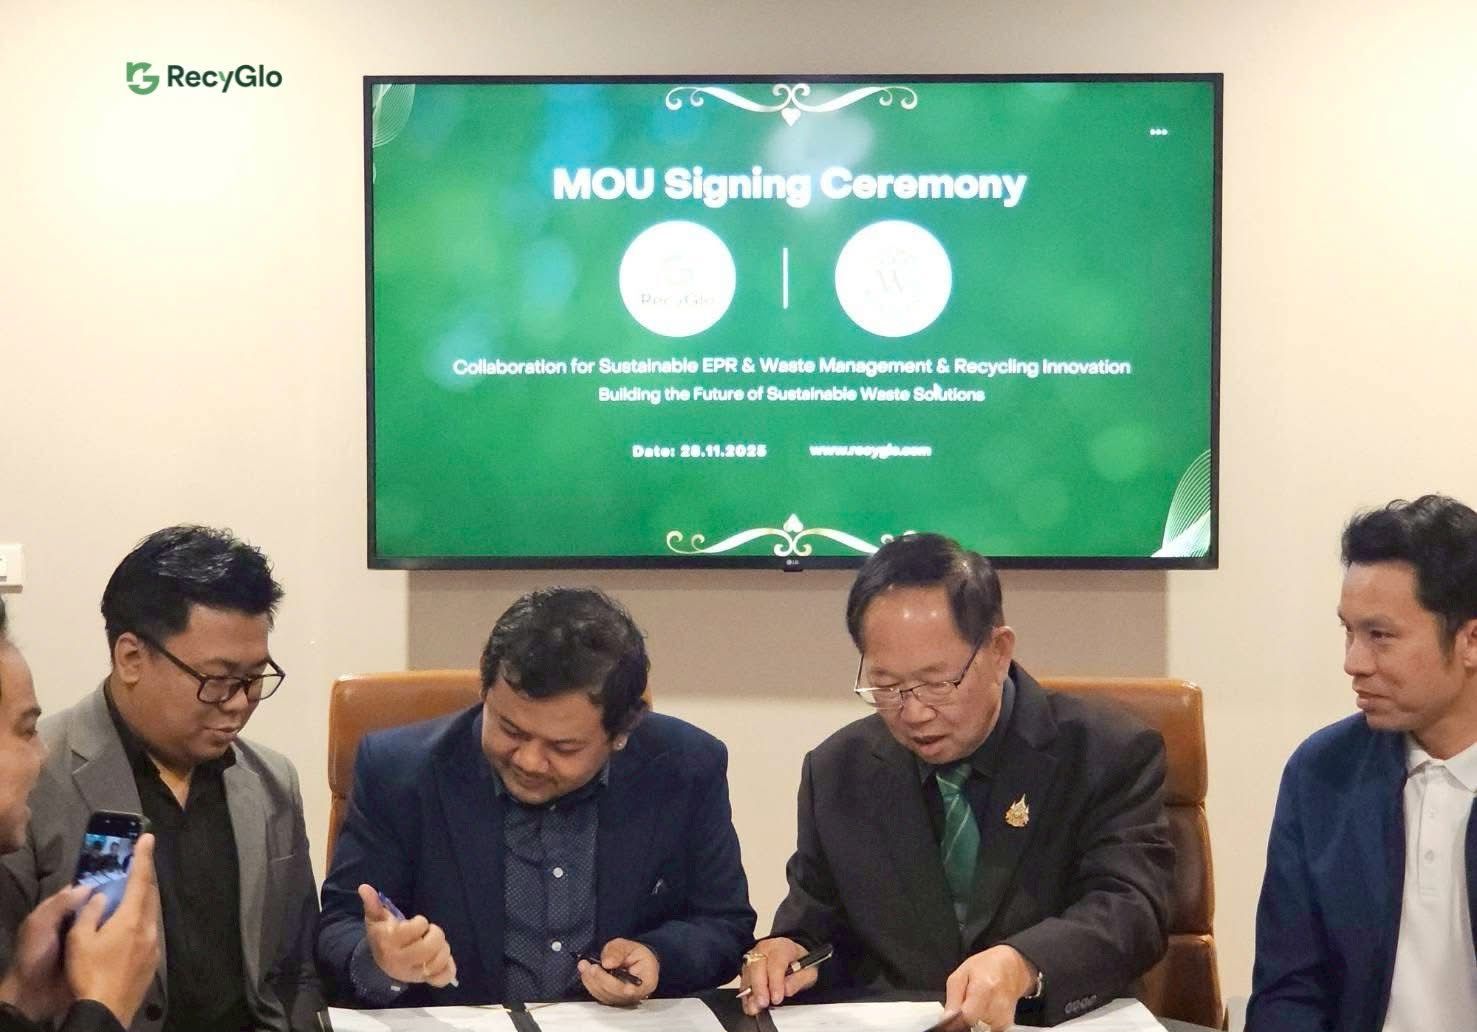 RecyGlo
MOU Signing Ceremony
RecyGlo
W
Collaboration for Sustainable EPR & Waste Management & Recycling Innovation
Building the Future of Sustainable Waste Solutions
Date: 28.11.2025 www.recyglo.com
LG